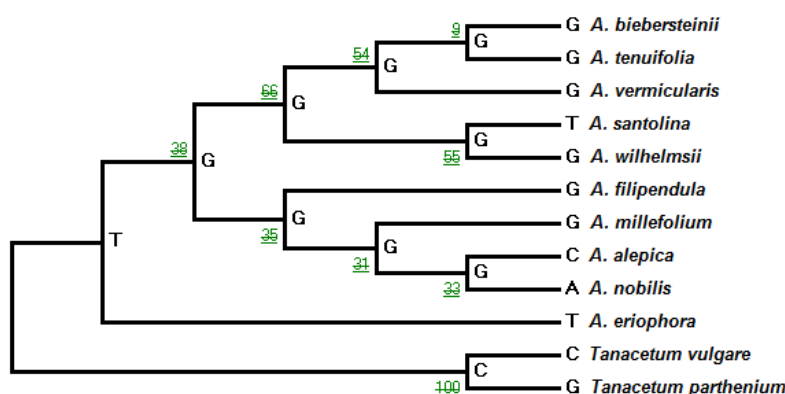 9 G G A. biebersteinii
54 G G A. tenuifolia
66 G G A. vermicularis
T A. santolina
38 G 55 G G A. wilhelmsii
G G A. filipendula
35 G G A. millefolium
T 31 G C A. alepica
33 G A A. nobilis
T A. eriophora
C C Tanacetum vulgare
100 G Tanacetum parthenium